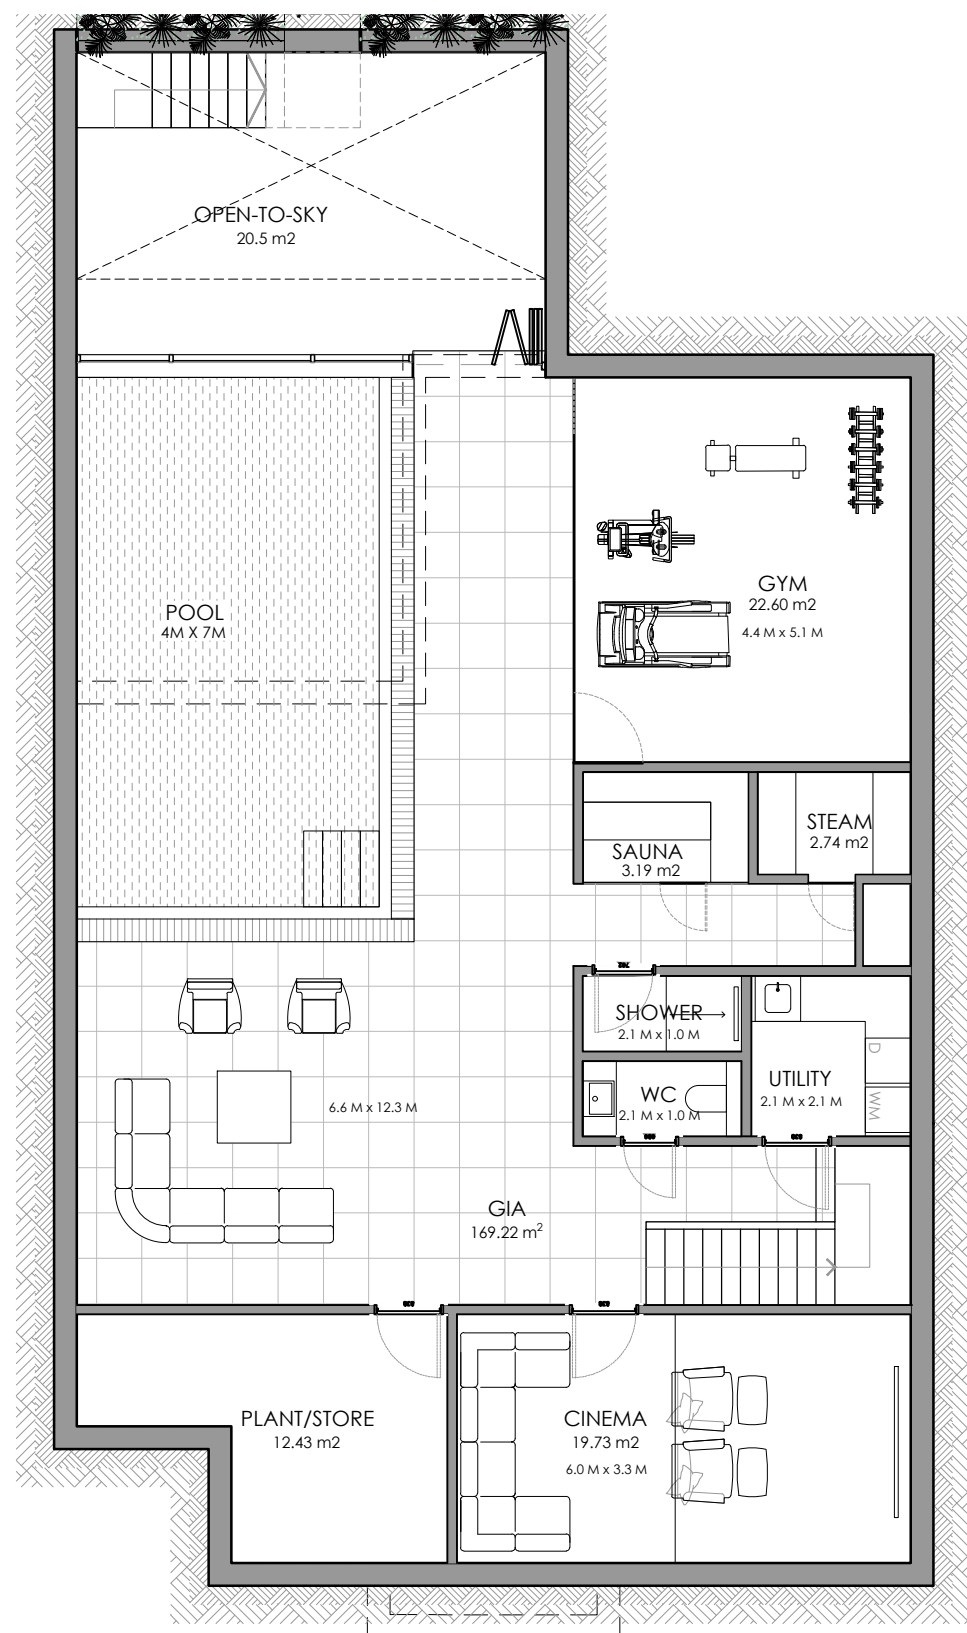 OPEN-TO-SKY
20.5 m2
POOL
4M X 7M
GYM
22.60 m2
4.4 M x 5.1 M
STEAM
2.74 m2
SAUNA
3.19 m2
762
SHOWER
2.1 M x 1.0 M
D
UTILITY
2.1 M x 2.1 M
WM
WC
2.1 M x 1.0 M
6.6 M x 12.3 M
GIA
169.22 m²
PLANT/STORE
12.43 m2
CINEMA
19.73 m2
6.0 M x 3.3 M